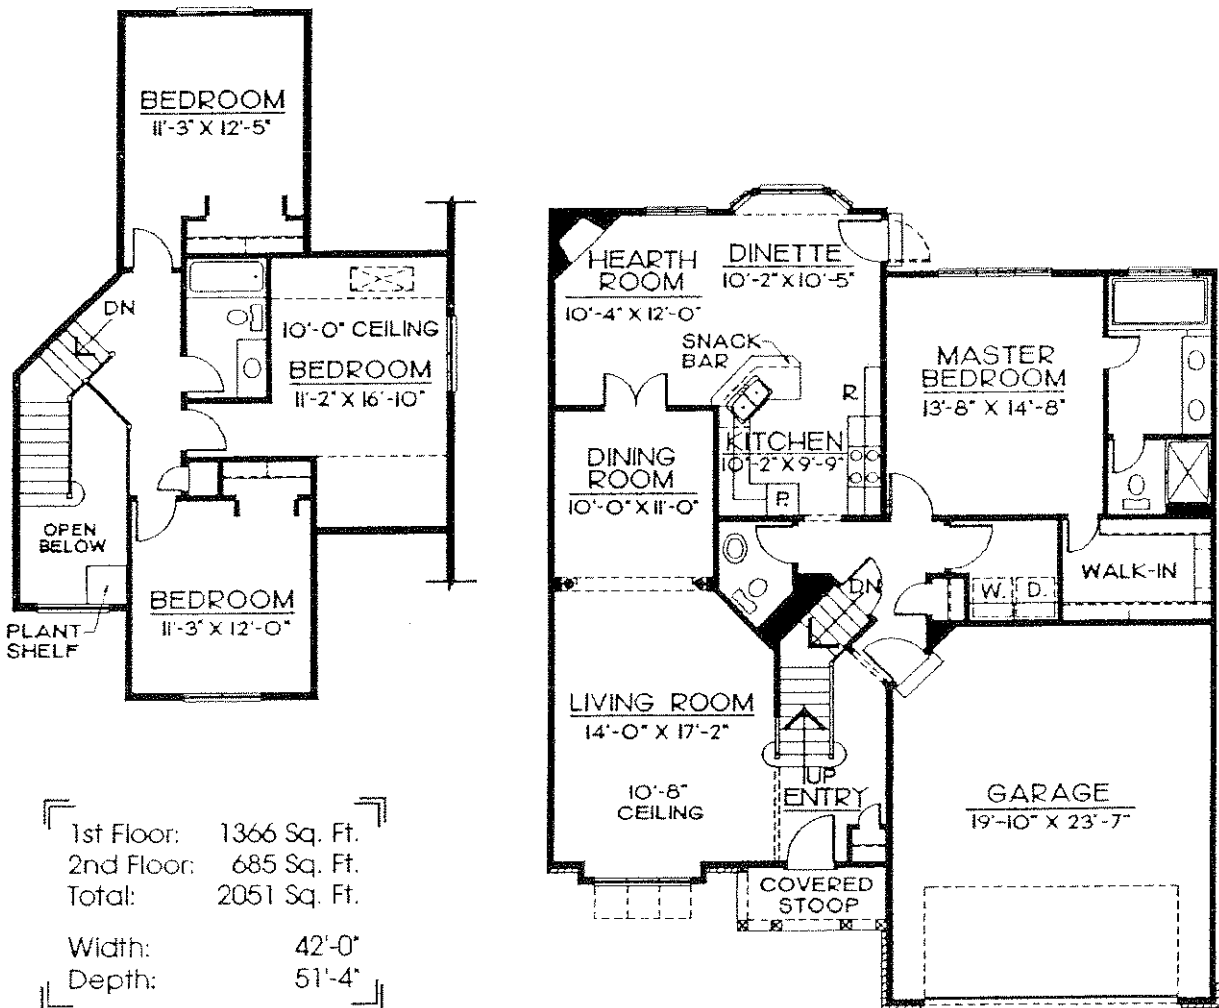 BEDROOM
11'-3" X 12'-5"
DN
10'-0" CEILING
BEDROOM
11'-2" X 16'-10"
OPEN
BELOW
PLANT
SHELF
BEDROOM
11'-3" X 12'-0"
HEARTH
ROOM
10'-4" X 12'-0"
DINETTE
10'-2" X 10'-5"
SNACK
BAR
R.
MASTER
BEDROOM
13'-8" X 14'-8"
KITCHEN
10'-2" X 9'-9"
P.
DINING
ROOM
10'-0" X 11'-0"
DN
W.
D.
WALK-IN
LIVING ROOM
14'-0" X 17'-2"
10'-8"
CEILING
UP
ENTRY
GARAGE
19'-10" X 23'-7"
COVERED
STOOP
1st Floor: 1366 Sq. Ft.
2nd Floor: 685 Sq. Ft.
Total: 2051 Sq. Ft.
Width: 42'-0"
Depth: 51'-4"